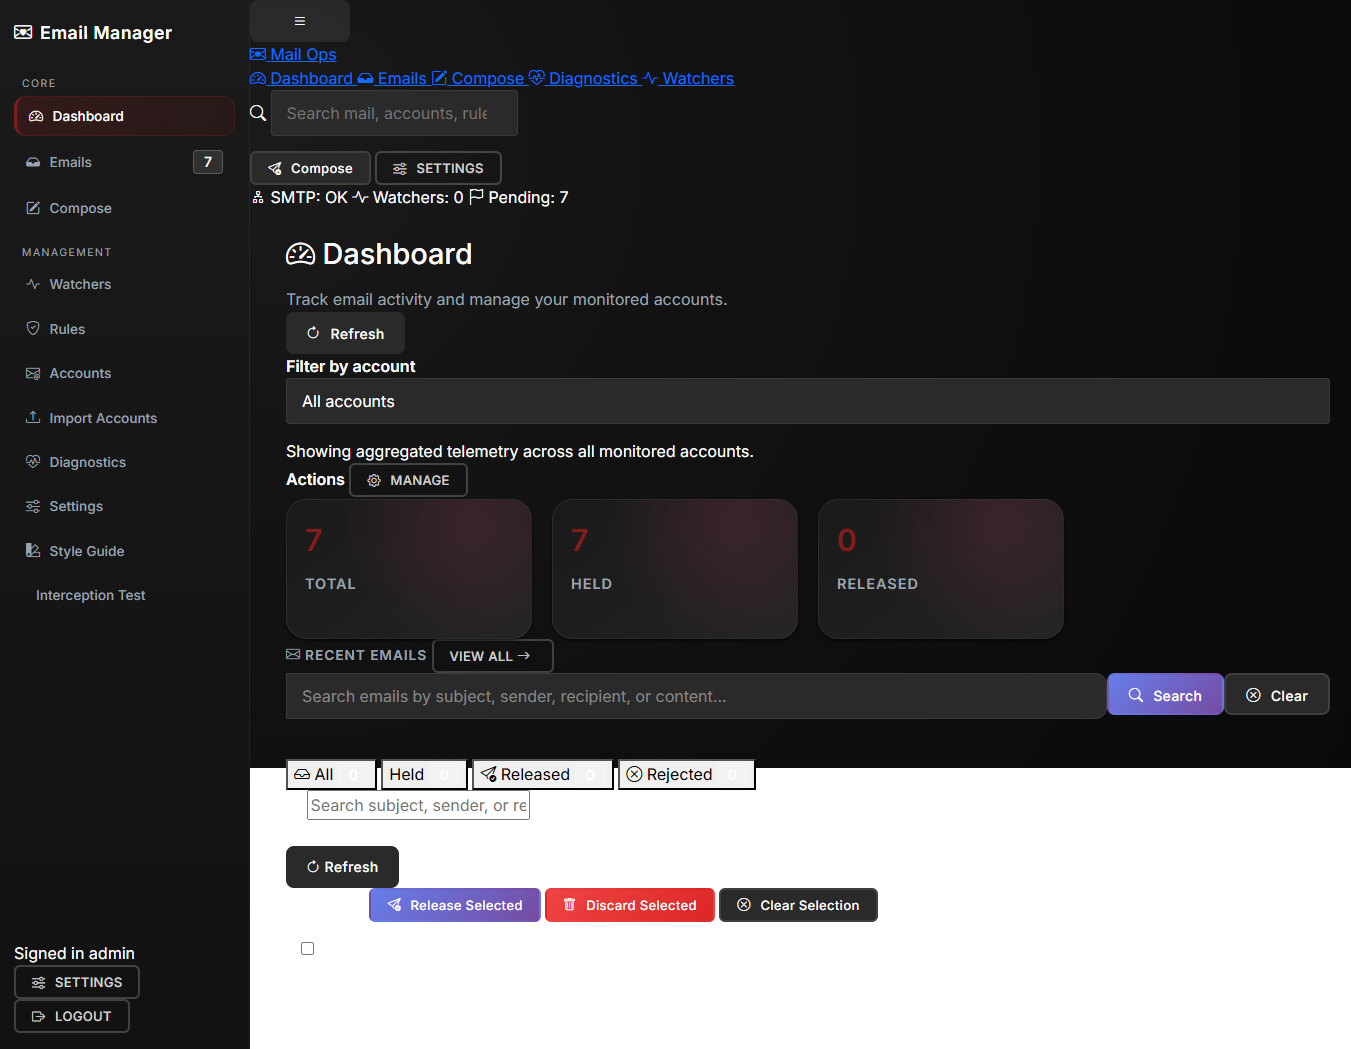 Email Manager
CORE
Dashboard
Emails 7
Compose
MANAGEMENT
Watchers
Rules
Accounts
Import Accounts
Diagnostics
Settings
Style Guide
Interception Test
Signed in admin
SETTINGS
LOGOUT
Mail Ops
Dashboard Emails Compose Diagnostics Watchers
Search mail, accounts, rule
Compose SETTINGS
SMTP: OK Watchers: 0 Pending: 7
Dashboard
Track email activity and manage your monitored accounts.
Refresh
Filter by account
All accounts
Showing aggregated telemetry across all monitored accounts.
Actions MANAGE
7 7 0
TOTAL HELD RELEASED
RECENT EMAILS VIEW ALL →
Search emails by subject, sender, recipient, or content... Search Clear
All 0 Held 0 Released 0 Rejected 0
Search subject, sender, or re
Refresh
Release Selected Discard Selected Clear Selection